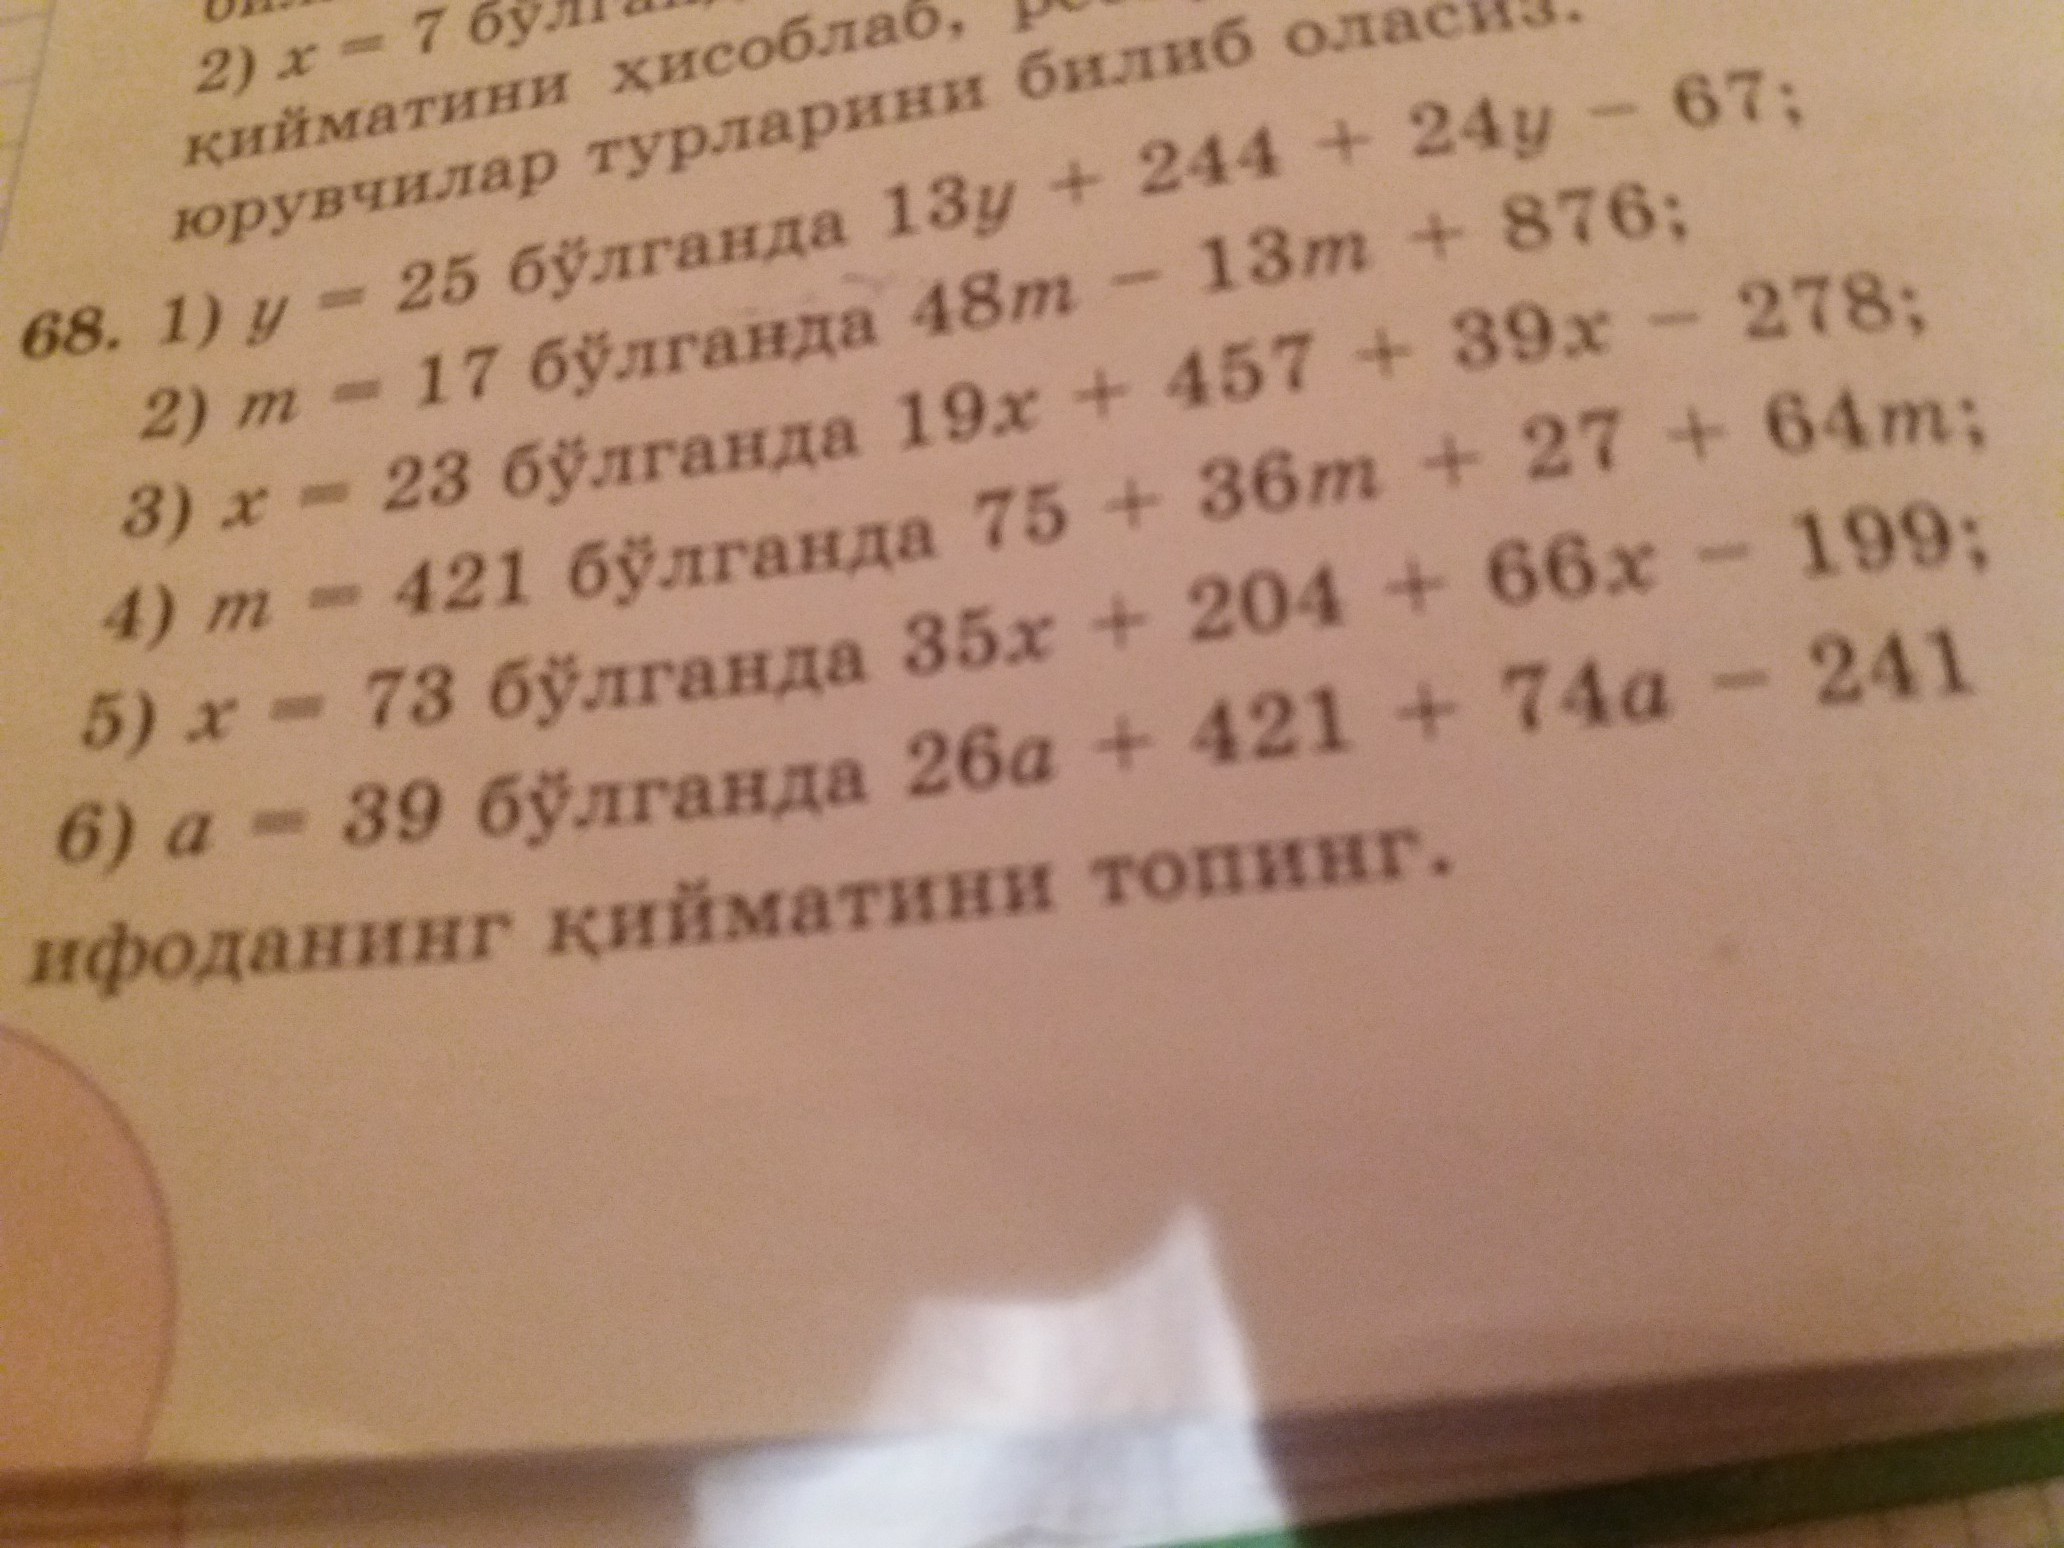 2) x = 7
қийматини ҳисоблаб,
юрувчилар турларини билиб оласиз.
68. 1) y = 25 бўлганда 13y + 244 + 24y − 67;
2) m = 17 бўлганда 48m − 13m + 876;
3) x = 23 бўлганда 19x + 457 + 39x − 278;
4) m = 421 бўлганда 75 + 36m + 27 + 64m;
5) x = 73 бўлганда 35x + 204 + 66x − 199;
6) a = 39 бўлганда 26a + 421 + 74a − 241
ифоданинг қийматини топинг.